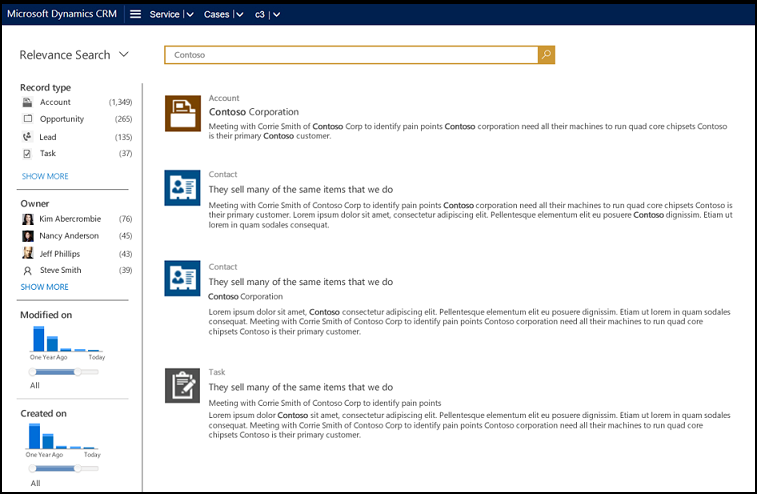 Microsoft Dynamics CRM Service Cases c3
Relevance Search
Contoso
Record type
Account (1,349)
Opportunity (265)
Lead (135)
Task (37)
SHOW MORE
Owner
Kim Abercrombie (76)
Nancy Anderson (45)
Jeff Phillips (43)
Steve Smith (39)
SHOW MORE
Modified on
One Year Ago Today
All
Created on
One Year Ago Today
All
Account
Contoso Corporation
Meeting with Corrie Smith of Contoso Corp to identify pain points Contoso corporation need all their machines to run quad core chipsets Contoso
is their primary Contoso customer.
Contact
They sell many of the same items that we do
Meeting with Corrie Smith of Contoso Corp to identify pain points Contoso corporation need all their machines to run quad core chipsets Contoso is
their primary customer. Lorem ipsum dolor sit amet, consectetur adipiscing elit. Pellentesque elementum elit eu posuere Contoso dignissim. Etiam ut
lorem in quam sodales consequat.
Contact
They sell many of the same items that we do
Contoso Corporation
Lorem ipsum dolor sit amet, Contoso consectetur adipiscing elit. Pellentesque elementum elit eu posuere dignissim. Etiam ut lorem in quam sodales
consequat. Meeting with Corrie Smith of Contoso Corp to identify pain points Contoso corporation need all their machines to run quad core
chipsets Contoso is their primary customer.
Task
They sell many of the same items that we do
Meeting with Corrie Smith of Contoso Corp to identify pain points
Lorem ipsum dolor Contoso sit amet, consectetur adipiscing elit. Pellentesque elementum elit eu posuere dignissim. Etiam ut lorem in quam sodales
consequat. Meeting with Corrie Smith of Contoso Corp to identify pain points Contoso corporation need all their machines to run quad core
chipsets Contoso is their primary customer.